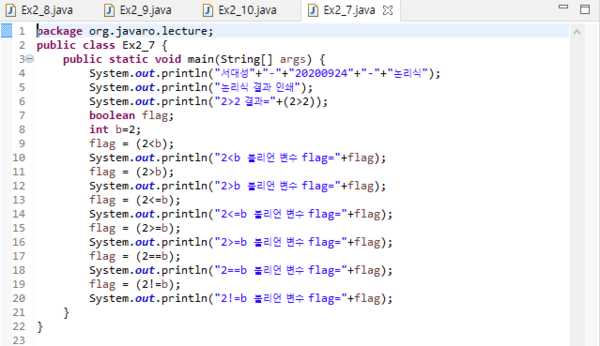 Ex2_8.java Ex2_9.java Ex2_10.java Ex2_7.java
1 package org.javaro.lecture;
2 public class Ex2_7 {
3 public static void main(String[] args) {
4 System.out.println("서대성"+"-"+"20200924"+"-"+"논리식");
5 System.out.println("논리식 결과 인쇄");
6 System.out.println("2>2 결과="+(2>2));
7 boolean flag;
8 int b=2;
9 flag = (2<b);
10 System.out.println("2<b 불리언 변수 flag="+flag);
11 flag = (2>b);
12 System.out.println("2>b 불리언 변수 flag="+flag);
13 flag = (2<=b);
14 System.out.println("2<=b 불리언 변수 flag="+flag);
15 flag = (2>=b);
16 System.out.println("2>=b 불리언 변수 flag="+flag);
17 flag = (2==b);
18 System.out.println("2==b 불리언 변수 flag="+flag);
19 flag = (2!=b);
20 System.out.println("2!=b 불리언 변수 flag="+flag);
21 }
22 }
23